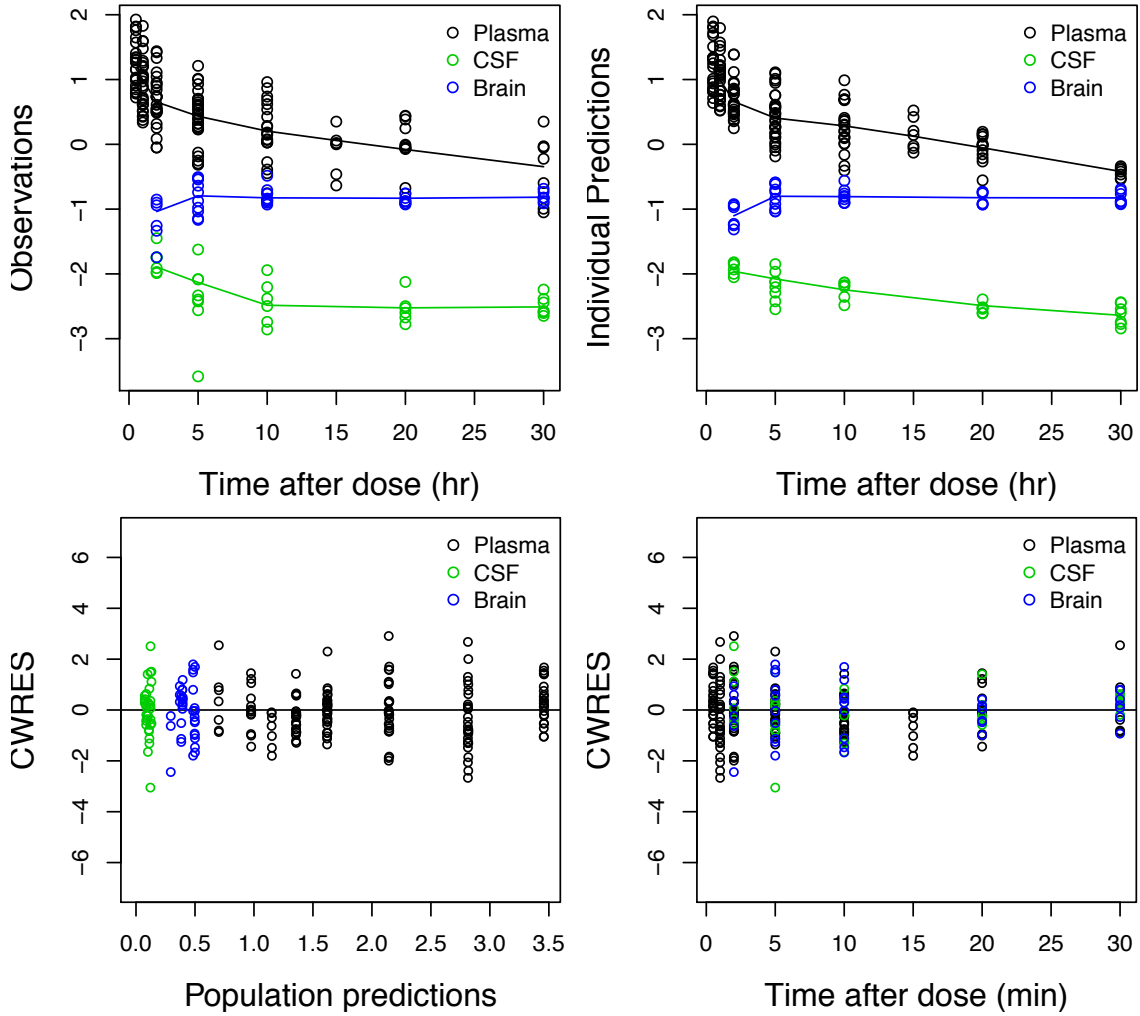 Observations
2
1
0
−1
−2
−3
Plasma
CSF
Brain
0 5 10 15 20 25 30
Time after dose (hr)
Individual Predictions
2
1
0
−1
−2
−3
Plasma
CSF
Brain
0 5 10 15 20 25 30
Time after dose (hr)
CWRES
6
4
2
0
−2
−4
−6
Plasma
CSF
Brain
0.0 0.5 1.0 1.5 2.0 2.5 3.0 3.5
Population predictions
CWRES
6
4
2
0
−2
−4
−6
Plasma
CSF
Brain
0 5 10 15 20 25 30
Time after dose (min)